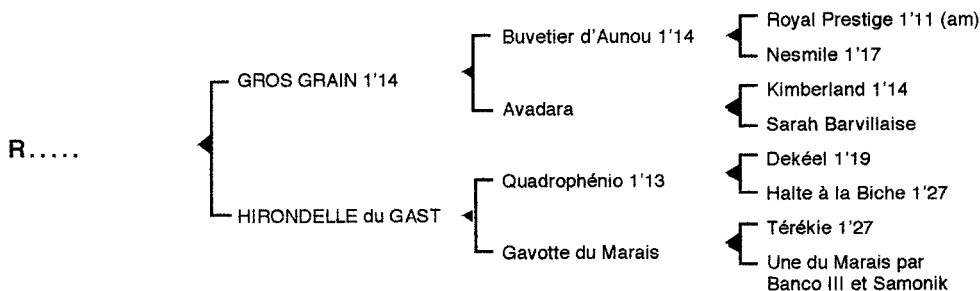 Royal Prestige 1'11 (am)
Buvetier d'Aunou 1'14
Nesmile 1'17
GROS GRAIN 1'14
Kimberland 1'14
Avadara
Sarah Barvillaise
R.....
Dekéel 1'19
Quadrophénio 1'13
Halte à la Biche 1'27
HIRONDELLE du GAST
Térékie 1'27
Gavotte du Marais
Une du Marais par
Banco III et Samonik